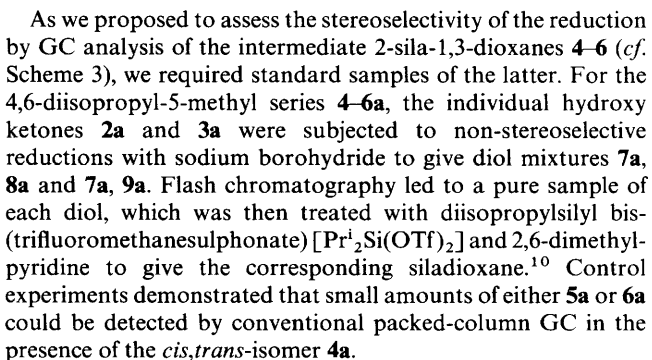 As we proposed to assess the stereoselectivity of the reduction
by GC analysis of the intermediate 2-sila-1,3-dioxanes 4–6 (cf.
Scheme 3), we required standard samples of the latter. For the
4,6-diisopropyl-5-methyl series 4–6a, the individual hydroxy
ketones 2a and 3a were subjected to non-stereoselective
reductions with sodium borohydride to give diol mixtures 7a,
8a and 7a, 9a. Flash chromatography led to a pure sample of
each diol, which was then treated with diisopropylsilyl bis-
(trifluoromethanesulphonate) [Prⁱ₂Si(OTf)₂] and 2,6-dimethyl-
pyridine to give the corresponding siladioxane.¹⁰ Control
experiments demonstrated that small amounts of either 5a or 6a
could be detected by conventional packed-column GC in the
presence of the cis,trans-isomer 4a.